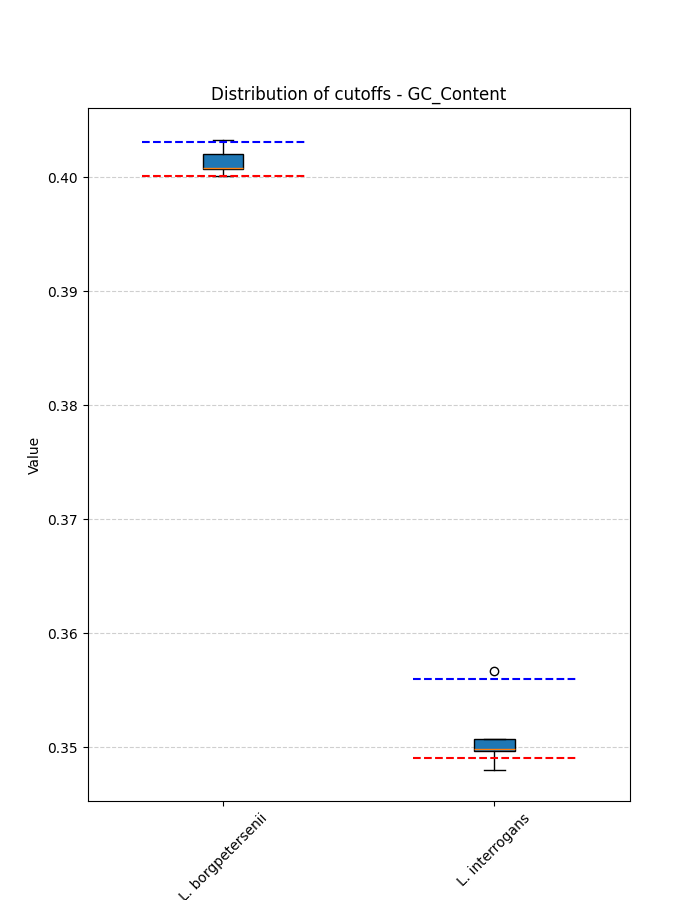 Distribution of cutoffs - GC_Content
0.40
0.39
0.38
0.37
0.36
0.35
Value
L. borgpetersenii
L. interrogans